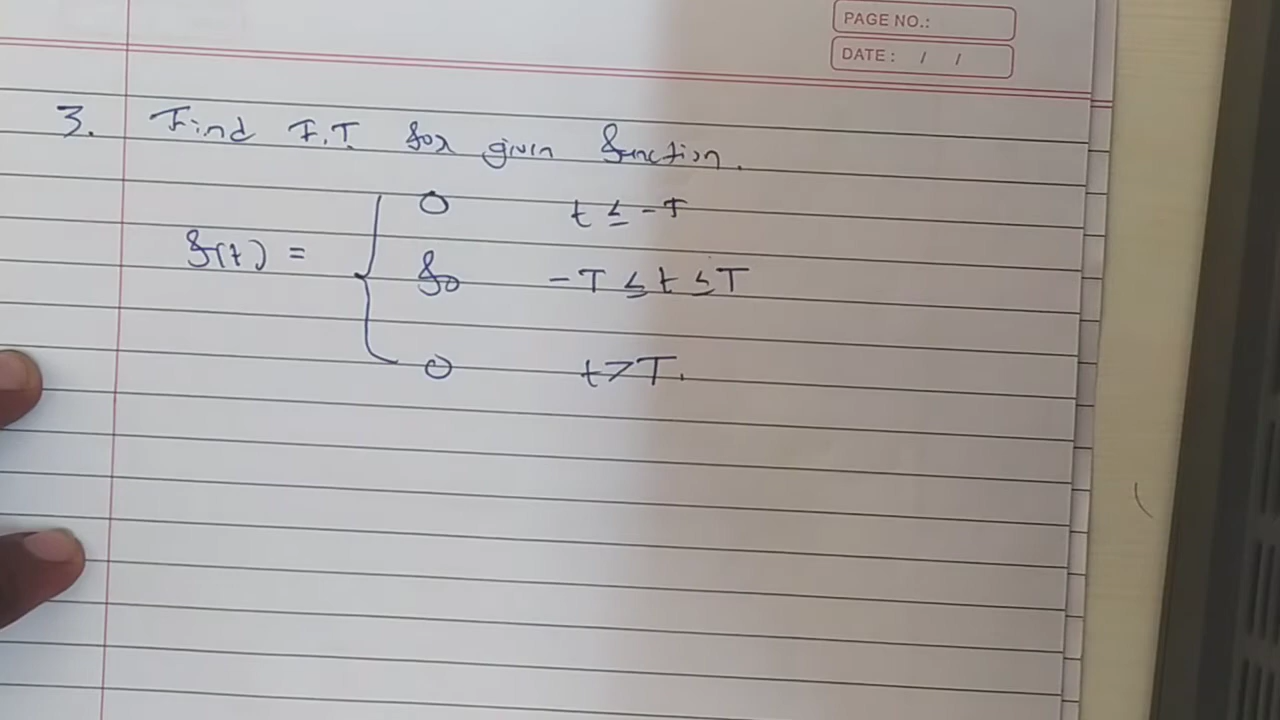 PAGE NO.:
DATE : / /
3. Find F.T. for given function.
0 t ≤ -T
f(t) = { f0 -T ≤ t ≤ T
0 t > T.